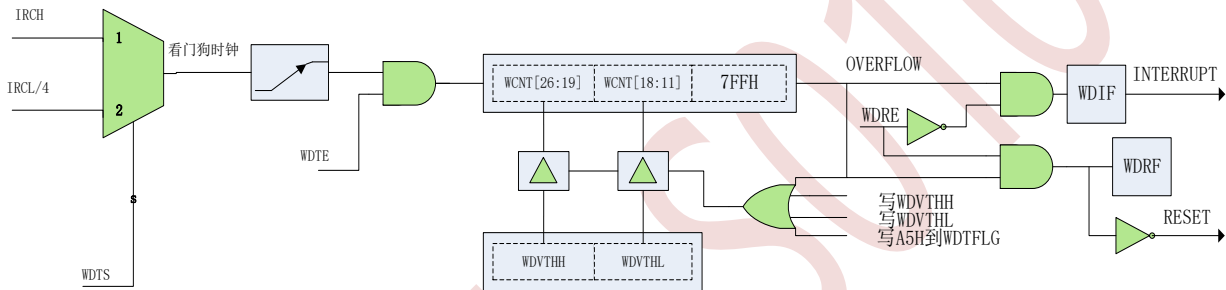 IRCH
1
看门狗时钟
IRCL/4
2
s
WDTS
WDTE
WCNT[26:19]
WCNT[18:11]
7FFH
OVERFLOW
WDRE
WDIF
INTERRUPT
WDRF
RESET
写WDVTHH
写WDVTHL
写A5H到WDTFLG
WDVTHH
WDVTHL